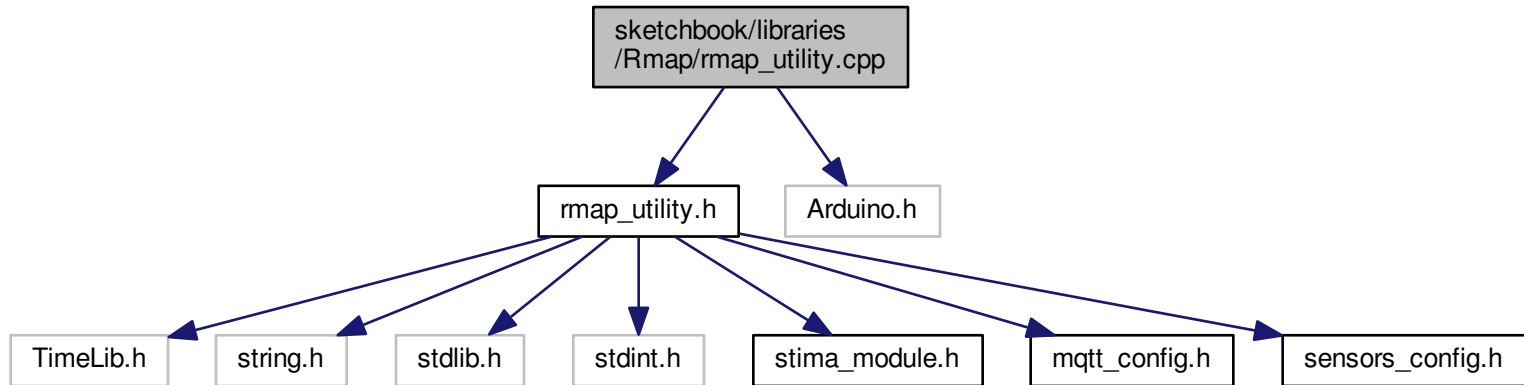 sketchbook/libraries
/Rmap/rmap_utility.cpp
rmap_utility.h
Arduino.h
TimeLib.h
string.h
stdlib.h
stdint.h
stima_module.h
mqtt_config.h
sensors_config.h